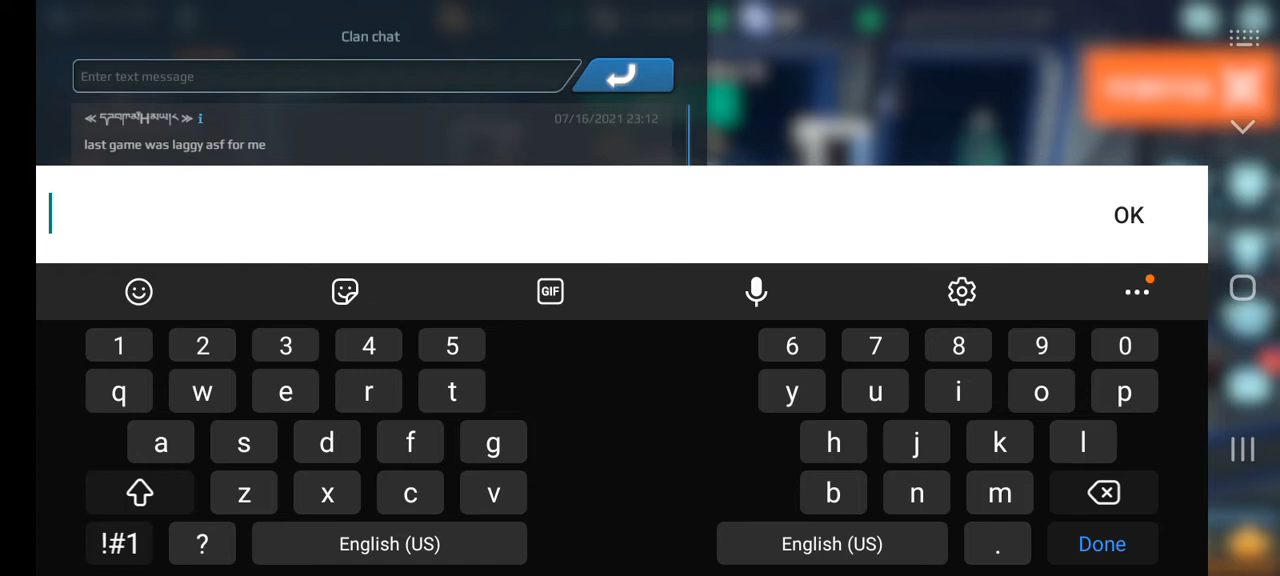 Clan chat
Enter text message
07/16/2021 23:12
last game was laggy asf for me
OK
GIF
1 2 3 4 5 6 7 8 9 0
q w e r t y u i o p
a s d f g h j k l
z x c v b n m
!#1 ? English (US) English (US) . Done